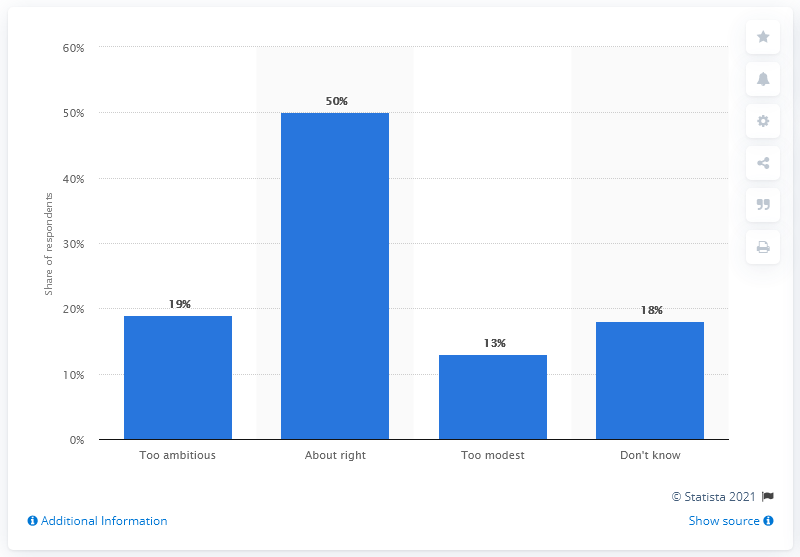 60%
50%
50%
40%
Share of respondents
30%
19%
20%
18%
13%
10%
0%
Too ambitious
About right
Too modest
Don't know
© Statista 2021
Additional Information
Show source